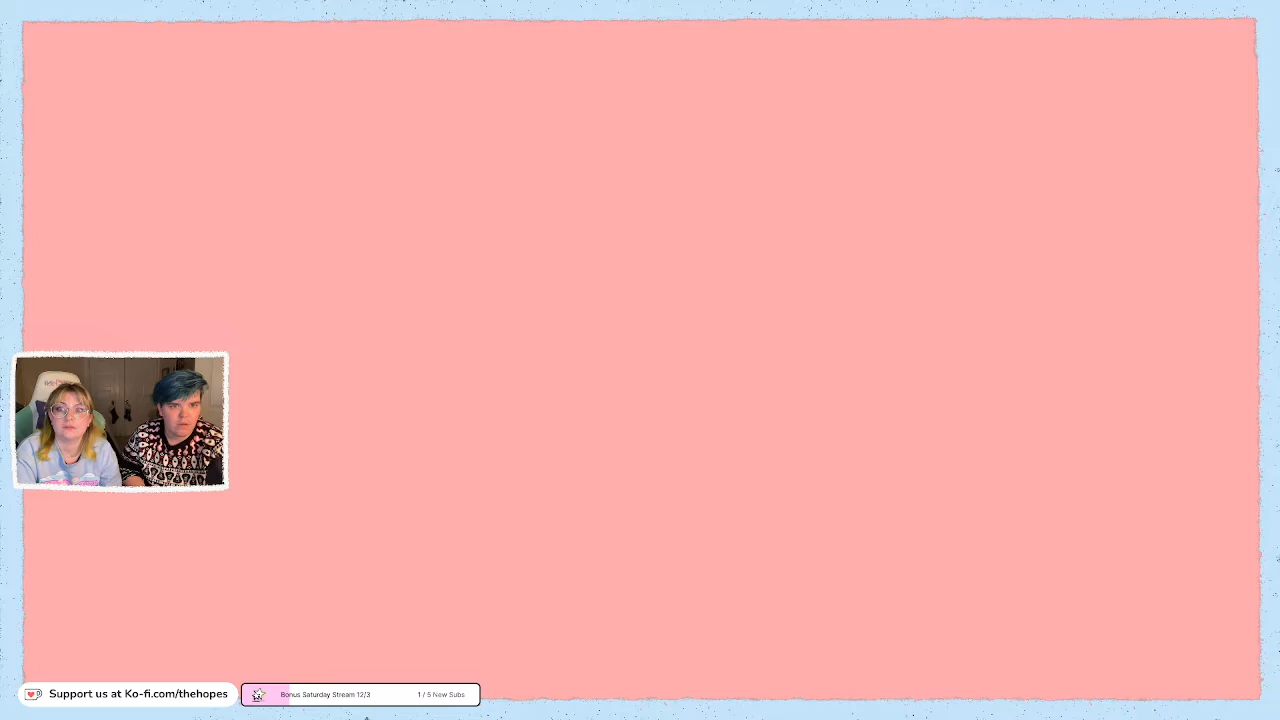 Support us at Ko-fi.com/thehopes
Bonus Saturday Stream 12/3 1 / 5 New Subs